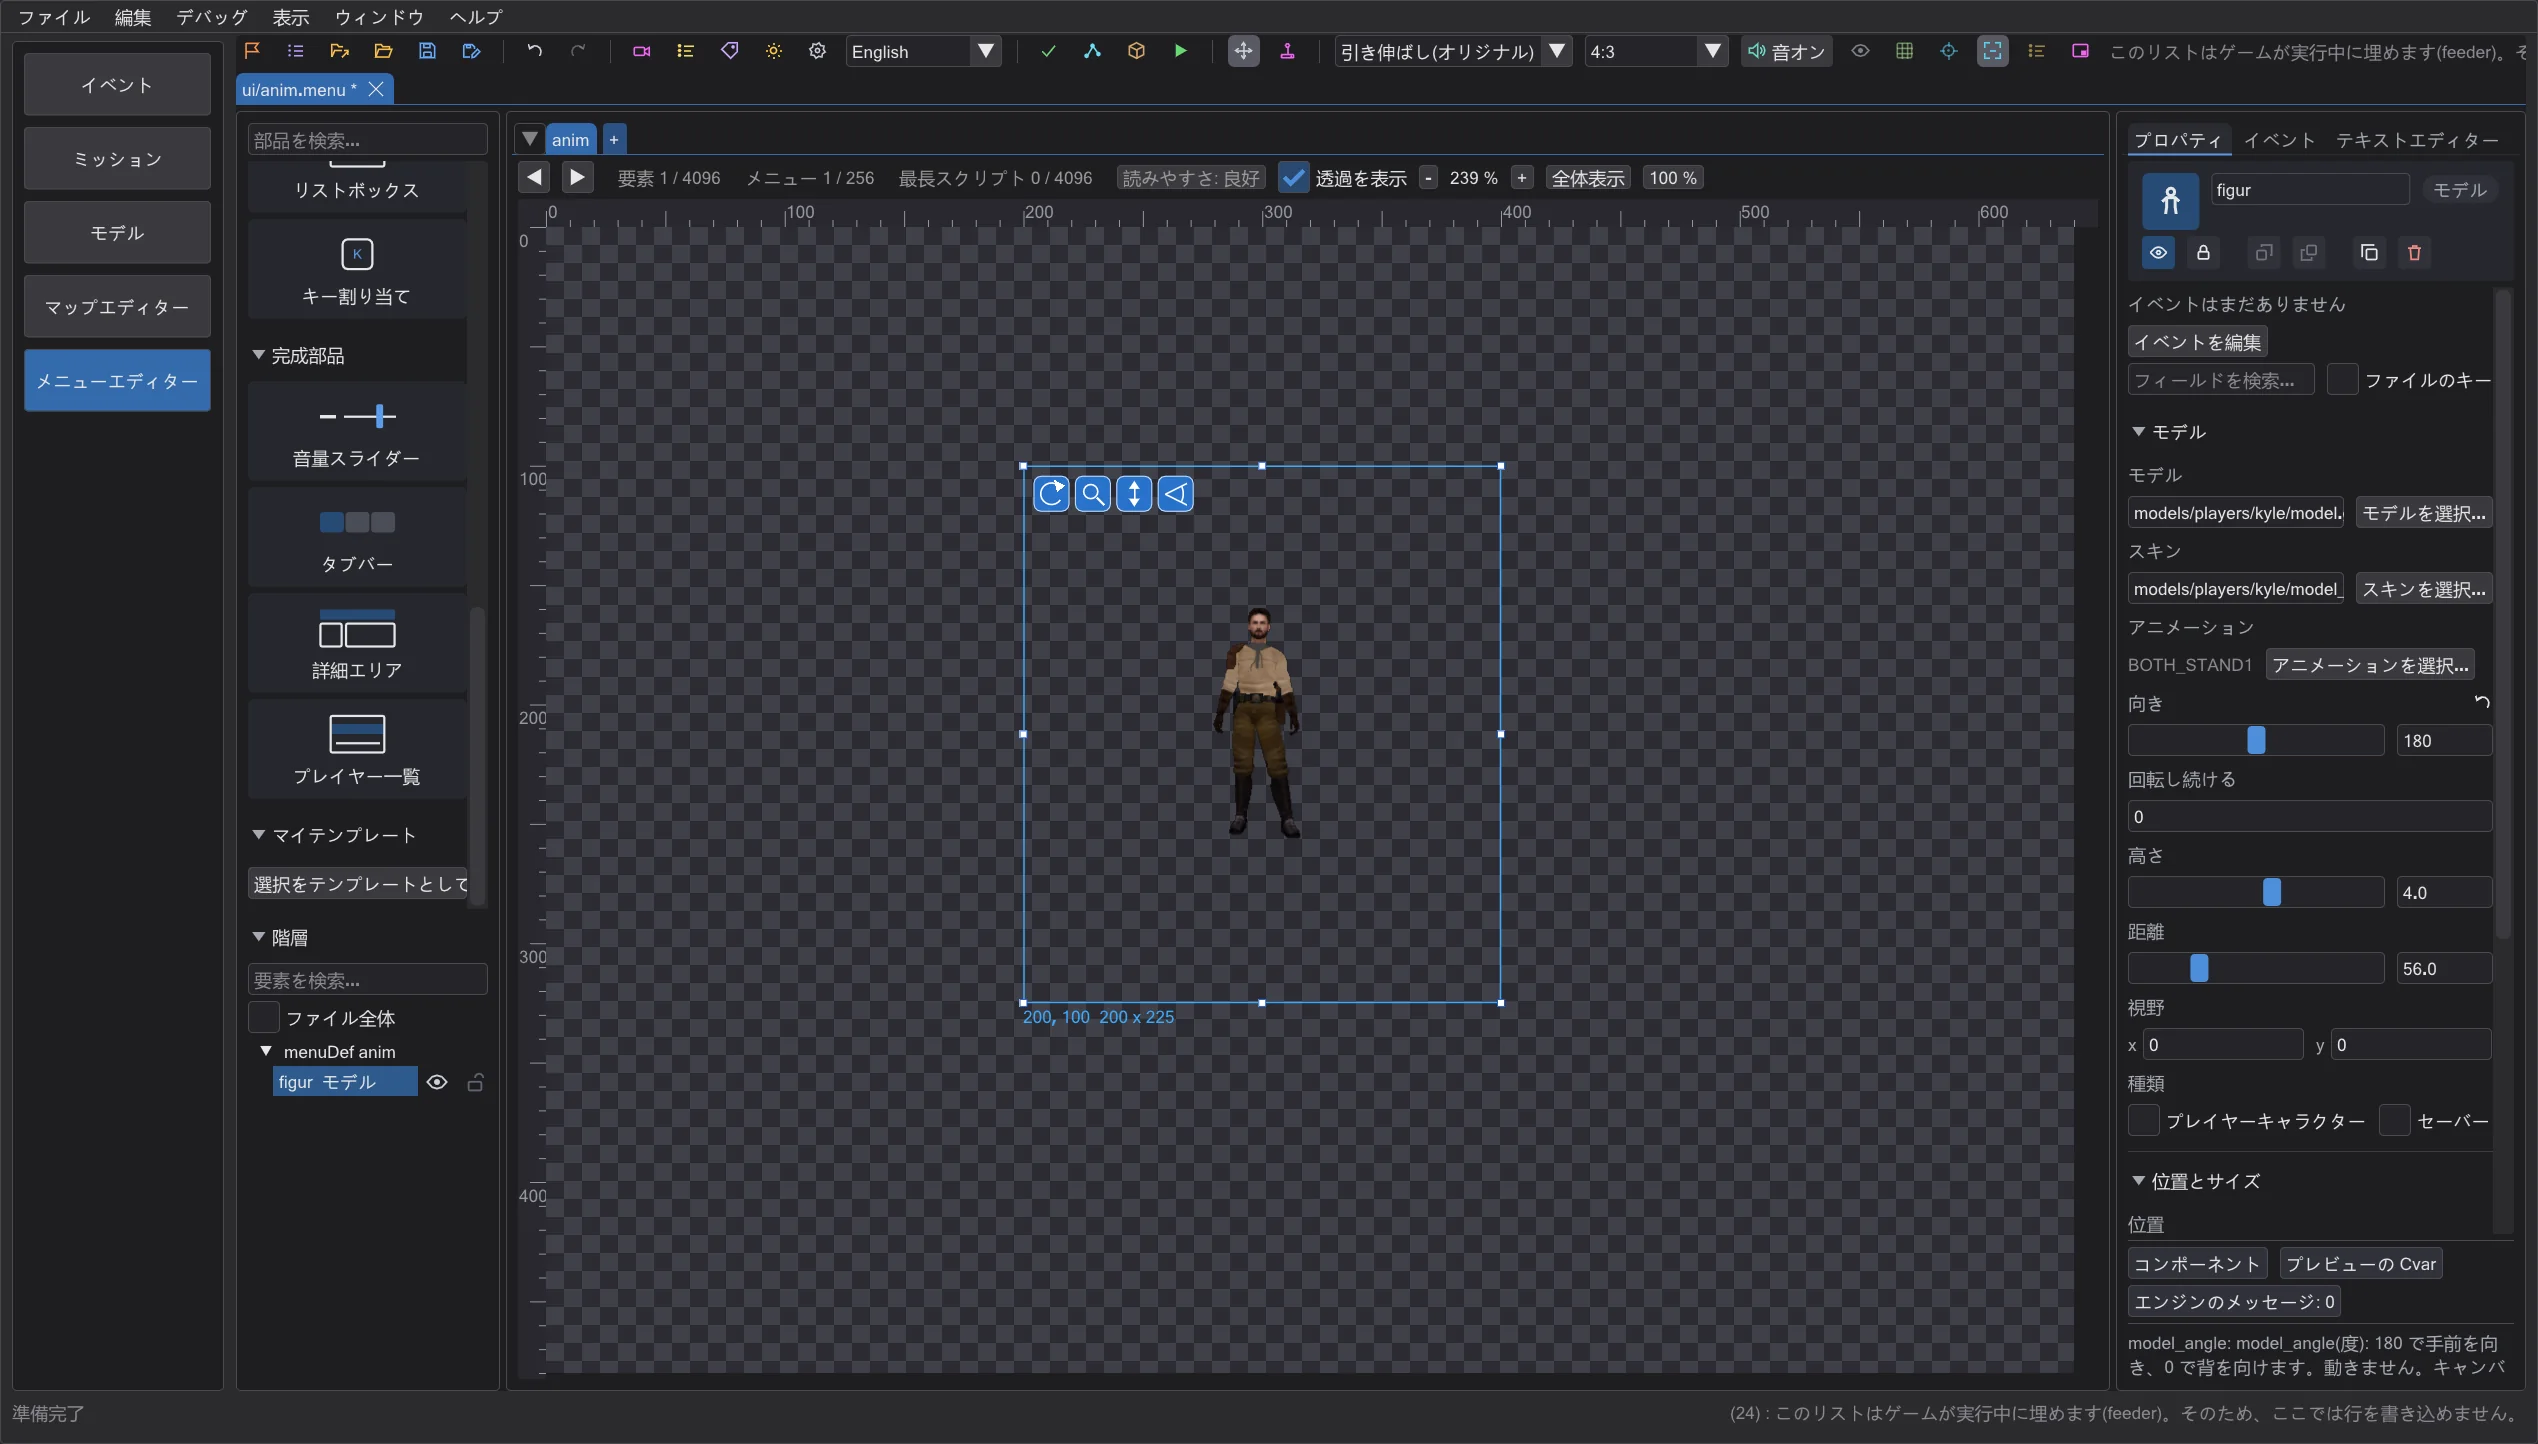 ファイル 編集 デバッグ 表示 ウィンドウ ヘルプ
English 引き伸ばし(オリジナル) 4:3 音オン このリストはゲームが実行中に埋めます(feeder)。そ
イベント
ミッション
モデル
マップエディター
メニューエディター
ui/anim.menu *
部品を検索...
リストボックス
K
キー割り当て
完成部品
音量スライダー
タブバー
詳細エリア
プレイヤー一覧
マイテンプレート
選択をテンプレートとして
階層
要素を検索...
ファイル全体
menuDef anim
figur モデル
anim +
要素 1 / 4096 メニュー 1 / 256 最長スクリプト 0 / 4096 読みやすさ: 良好 透過を表示 - 239 % + 全体表示 100 %
0 100 200 300 400 500 600
0
100
200
300
400
200, 100 200 x 225
プロパティ イベント テキストエディター
figur モデル
イベントはまだありません
イベントを編集
フィールドを検索... ファイルのキー
モデル
モデル
models/players/kyle/model. モデルを選択...
スキン
models/players/kyle/model_ スキンを選択...
アニメーション
BOTH_STAND1 アニメーションを選択...
向き
180
回転し続ける
0
高さ
4.0
距離
56.0
視野
x 0 y 0
種類
プレイヤーキャラクター セーバー
位置とサイズ
位置
コンポーネント プレビューの Cvar
エンジンのメッセージ: 0
model_angle: model_angle(度): 180 で手前を向
き、0 で背を向けます。動きません。キャンバ
準備完了
(24) : このリストはゲームが実行中に埋めます(feeder)。そのため、ここでは行を書き込めません。